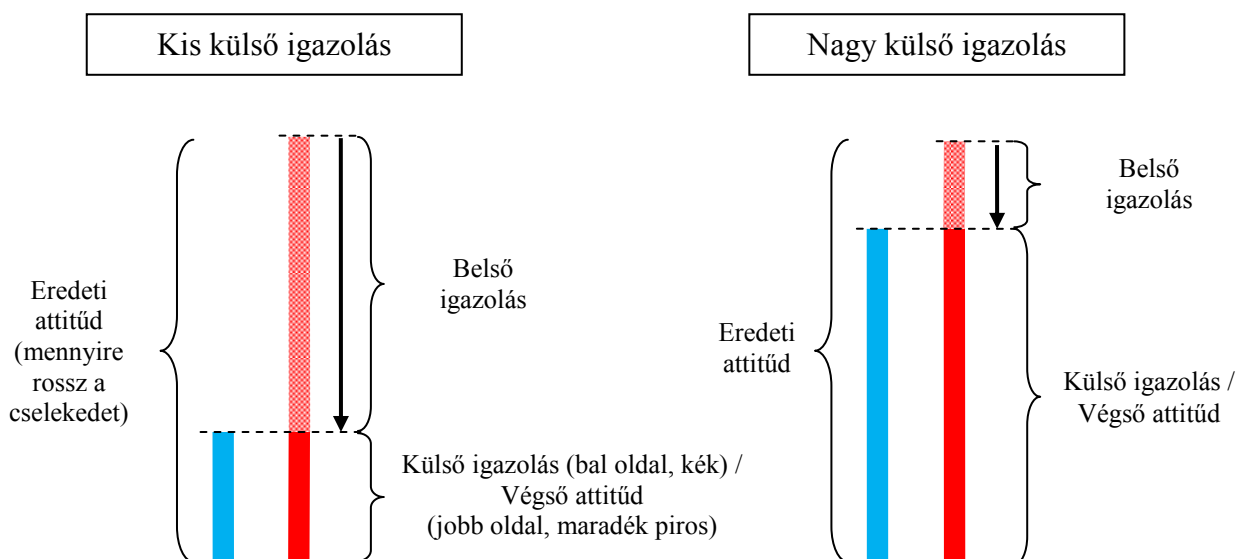 Kis külső igazolás
Nagy külső igazolás
Eredeti
attitűd
(mennyire
rossz a
cselekedet)
Belső
igazolás
Külső igazolás (bal oldal, kék) /
Végső attitűd
(jobb oldal, maradék piros)
Eredeti
attitűd
Belső
igazolás
Külső igazolás /
Végső attitűd